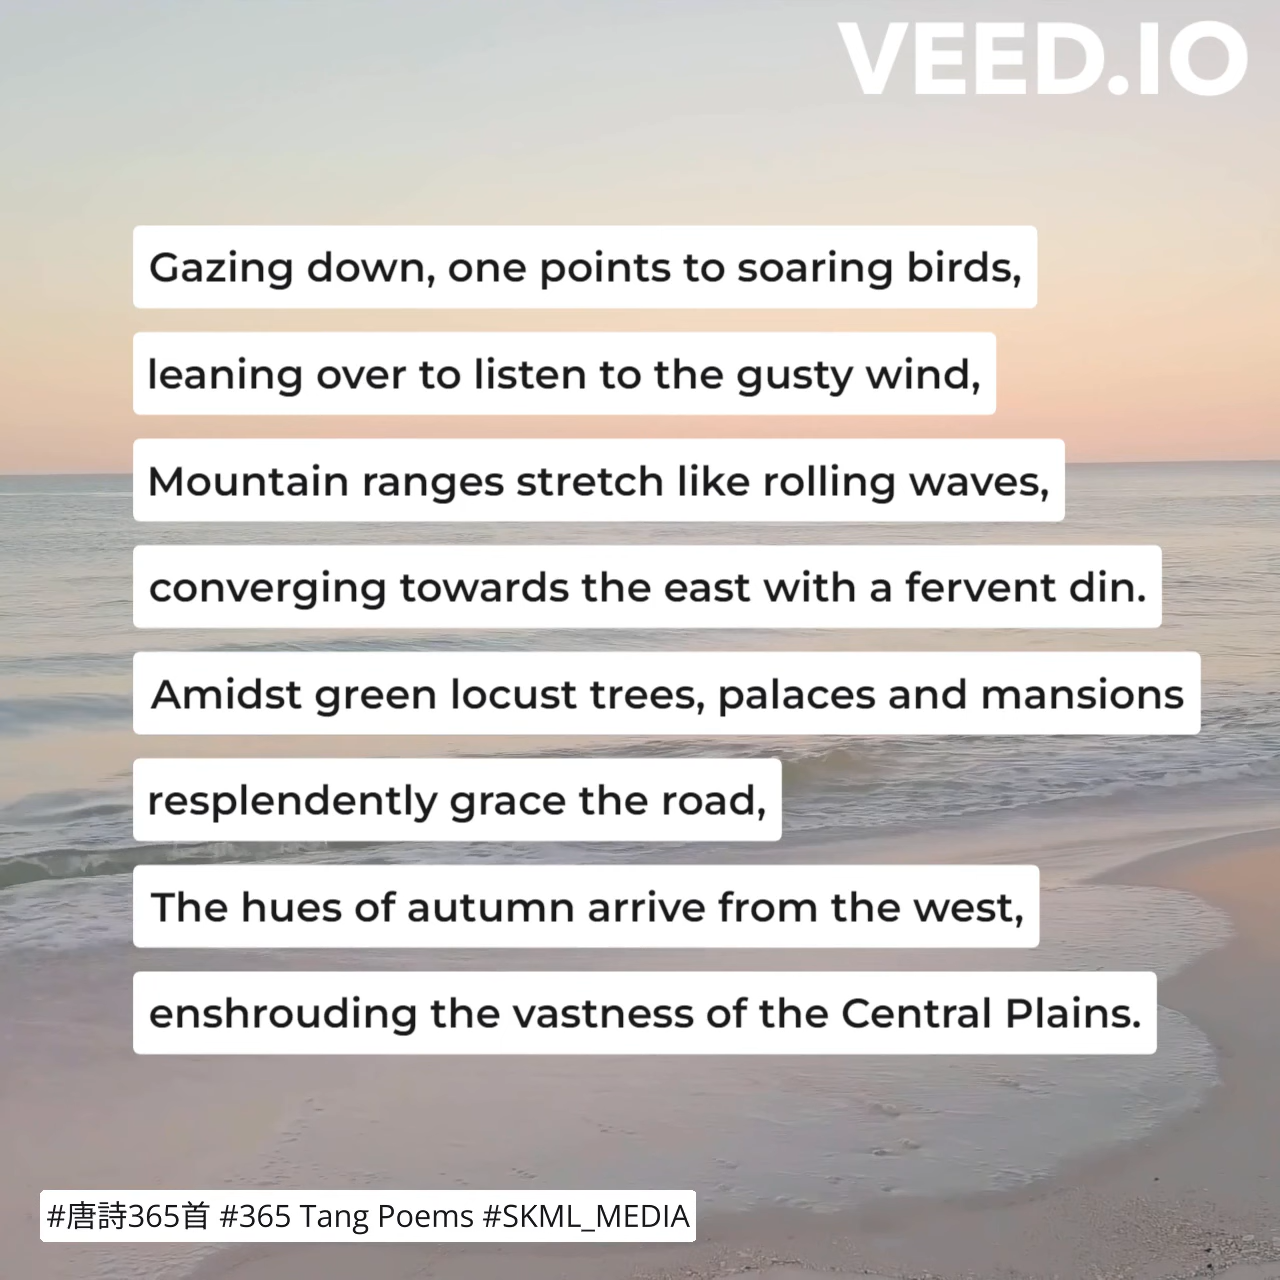 VEED.IO
Gazing down, one points to soaring birds,
leaning over to listen to the gusty wind,
Mountain ranges stretch like rolling waves,
converging towards the east with a fervent din.
Amidst green locust trees, palaces and mansions
resplendently grace the road,
The hues of autumn arrive from the west,
enshrouding the vastness of the Central Plains.
#唐詩365首 #365 Tang Poems #SKML_MEDIA